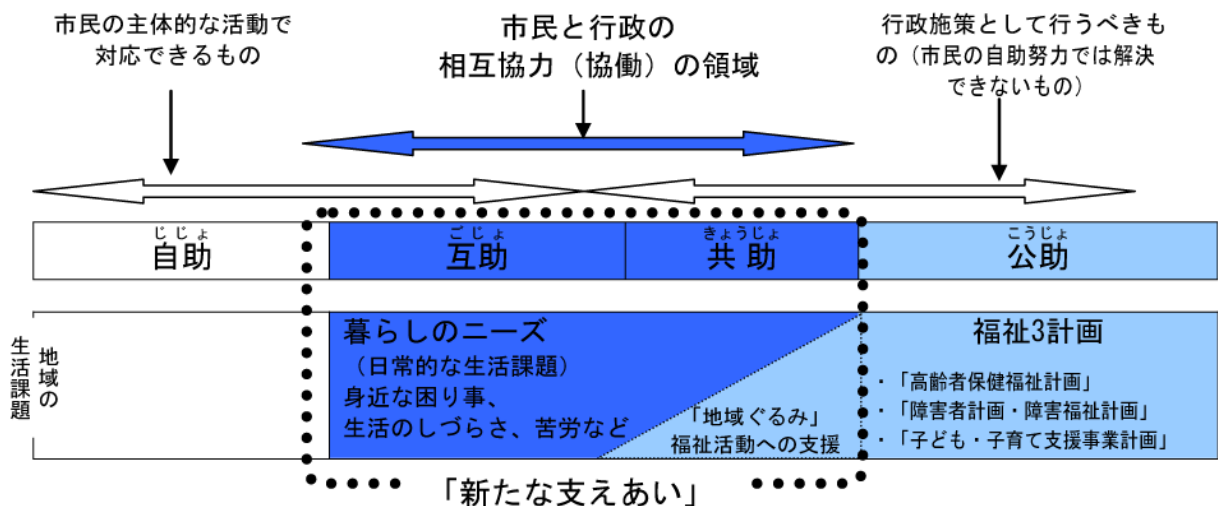 市民の主体的な活動で
対応できるもの
市民と行政の
相互協力（協働）の領域
行政施策として行うべきも
の（市民の自助努力では解決
できないもの）
じじょ
自助
ごじょ
互助
きょうじょ
共助
こうじょ
公助
地域の
生活課題
暮らしのニーズ
（日常的な生活課題）
身近な困り事、
生活のしづらさ、苦労など
「地域ぐるみ」
福祉活動への支援
福祉3計画
・「高齢者保健福祉計画」
・「障害者計画・障害福祉計画」
・「子ども・子育て支援事業計画」
「新たな支えあい」